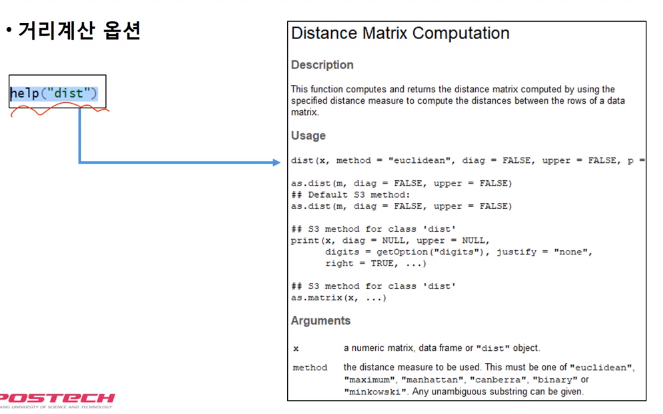 • 거리계산 옵션
help("dist")
Distance Matrix Computation
Description
This function computes and returns the distance matrix computed by using the
specified distance measure to compute the distances between the rows of a data
matrix.
Usage
dist(x, method = "euclidean", diag = FALSE, upper = FALSE, p =
as.dist(m, diag = FALSE, upper = FALSE)
## Default S3 method:
as.dist(m, diag = FALSE, upper = FALSE)
## S3 method for class 'dist'
print(x, diag = NULL, upper = NULL,
digits = getOption("digits"), justify = "none",
right = TRUE, ...)
## S3 method for class 'dist'
as.matrix(x, ...)
Arguments
x a numeric matrix, data frame or "dist" object.
method the distance measure to be used. This must be one of "euclidean",
"maximum", "manhattan", "canberra", "binary" or
"minkowski". Any unambiguous substring can be given.
POSTECH
UNIVERSITY OF SCIENCE AND TECHNOLOGY